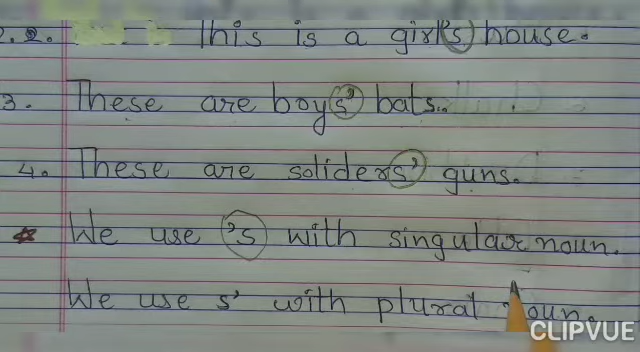 2. This is a girl's house.
3. These are boys' bats.
4. These are soliders' guns.
We use 's with singular noun.
We use s' with plural noun.
CLIPVUE